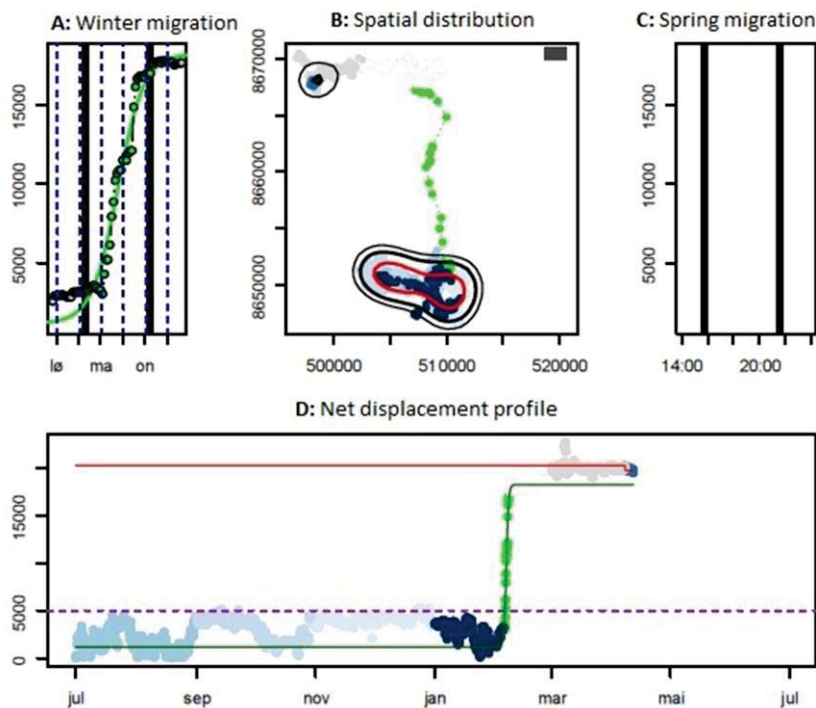 A: Winter migration
B: Spatial distribution
C: Spring migration
15000
10000
5000
lø ma on
8670000
8660000
8650000
500000 510000 520000
15000
10000
5000
14:00 20:00
D: Net displacement profile
15000
5000
0
jul sep nov jan mar mai jul